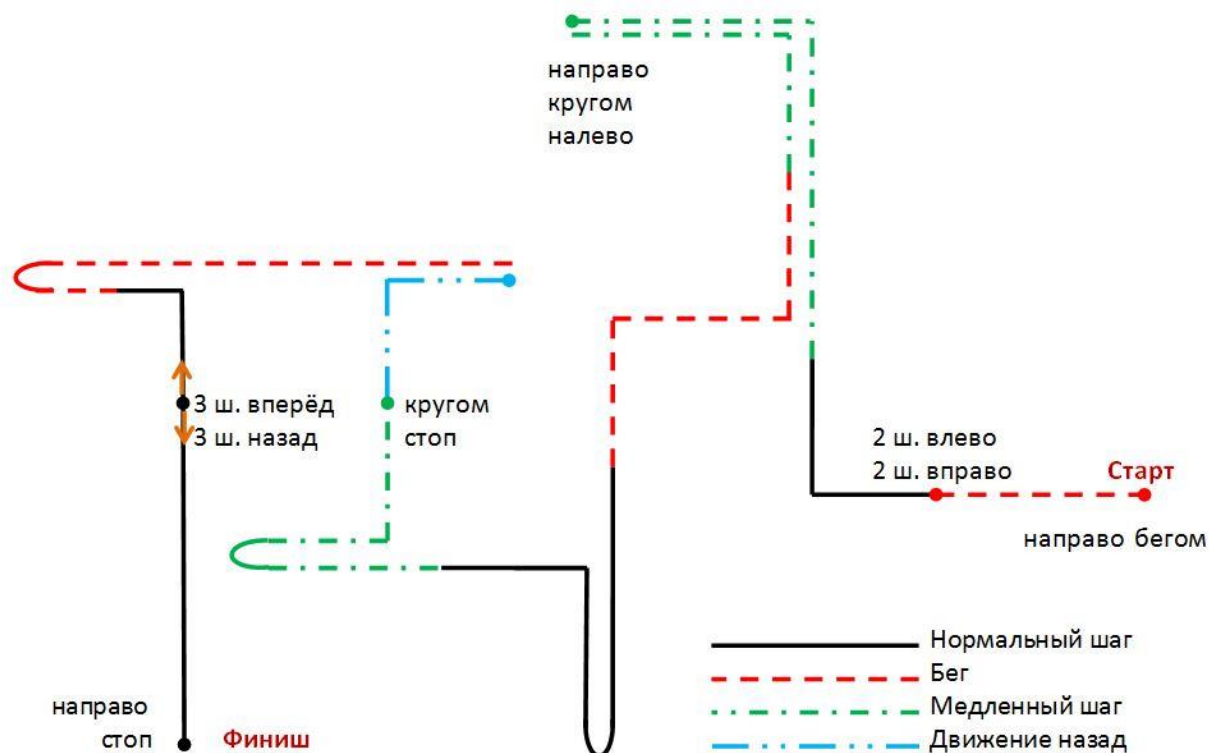 направо
кругом
налево
3 ш. вперёд
3 ш. назад
кругом
стоп
2 ш. влево
2 ш. вправо
Старт
направо бегом
Нормальный шаг
Бег
Медленный шаг
Движение назад
направо
стоп
Финиш